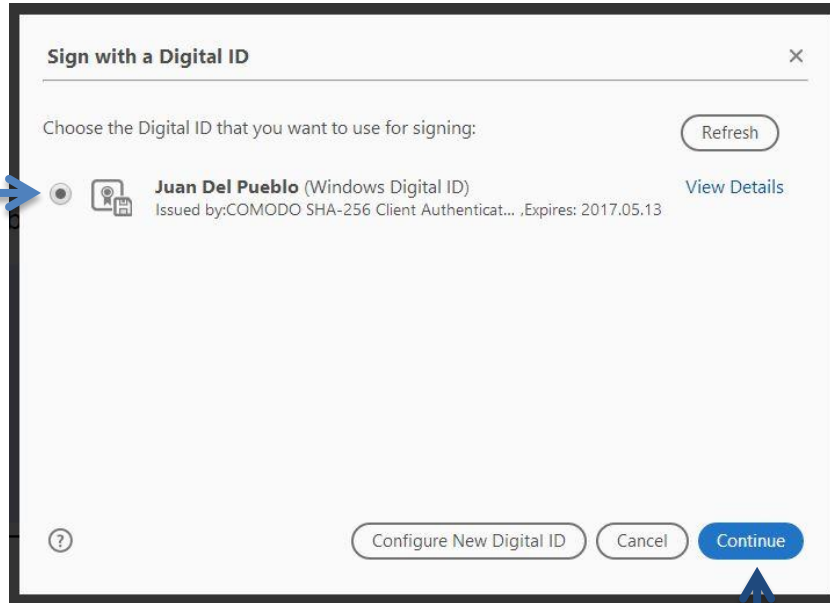 Sign with a Digital ID
Choose the Digital ID that you want to use for signing:
Refresh
Juan Del Pueblo (Windows Digital ID)
View Details
Issued by:COMODO SHA-256 Client Authenticat... ,Expires: 2017.05.13
?
Configure New Digital ID
Cancel
Continue